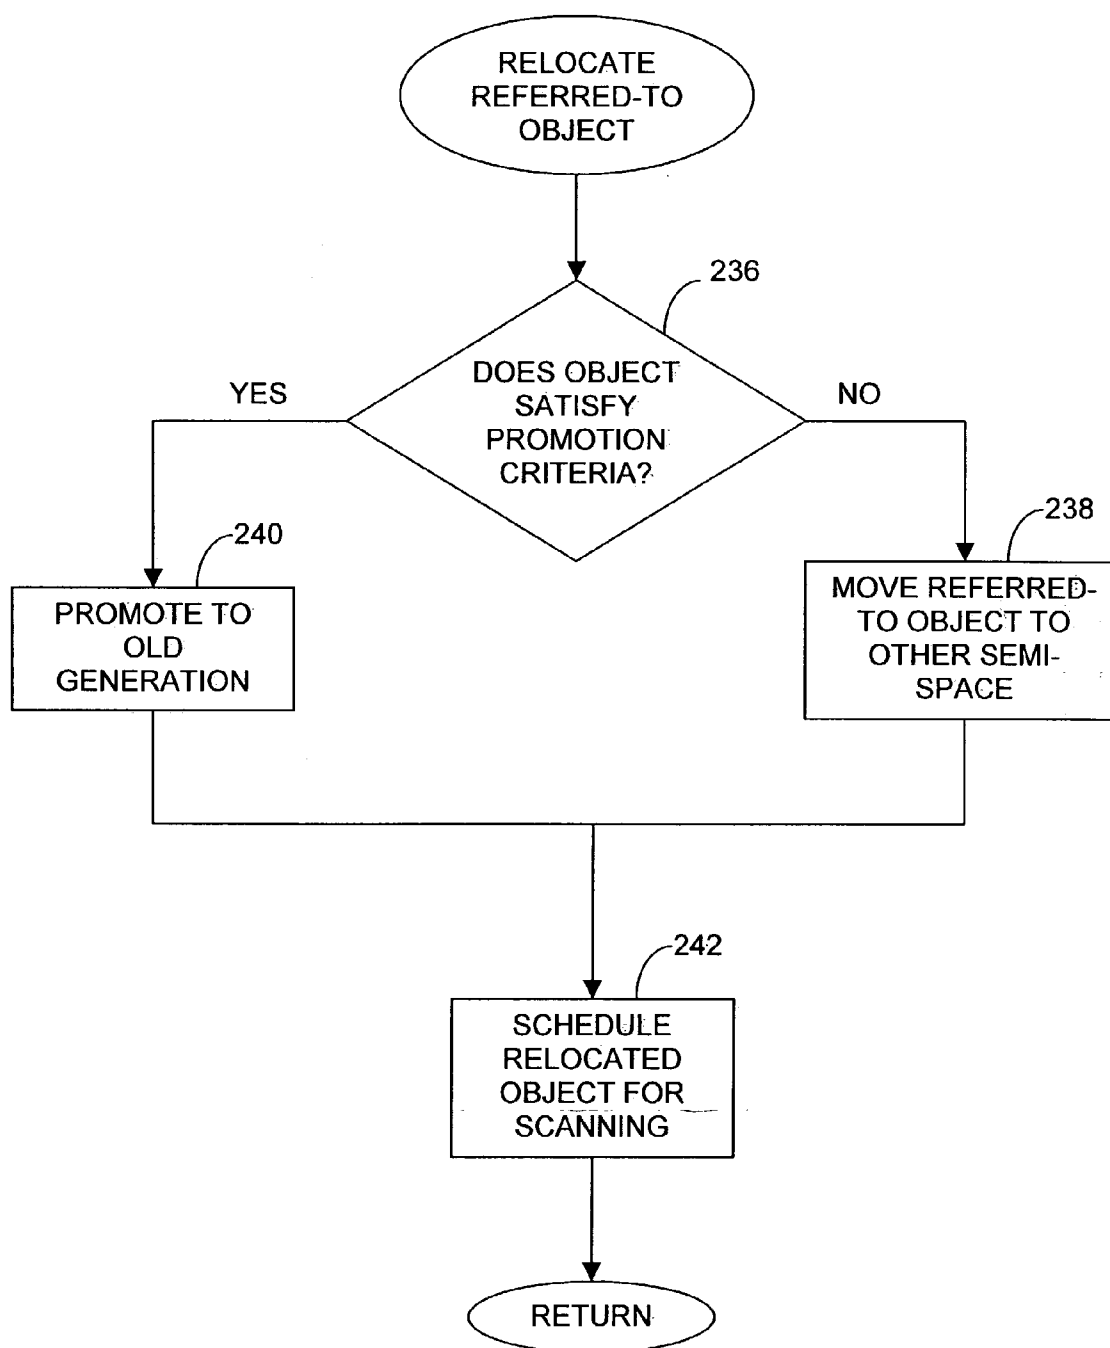 RELOCATE
REFERRED-TO
OBJECT
236
DOES OBJECT
SATISFY
PROMOTION
CRITERIA?
YES
NO
240
PROMOTE TO
OLD
GENERATION
238
MOVE REFERRED-
TO OBJECT TO
OTHER SEMI-
SPACE
242
SCHEDULE
RELOCATED
OBJECT FOR
SCANNING
RETURN